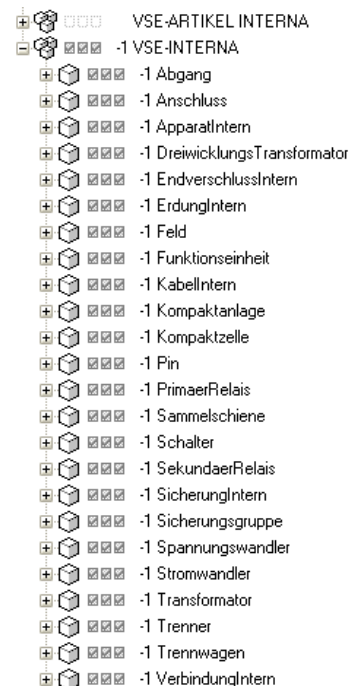 VSE-ARTIKEL INTERNA
-1 VSE-INTERNA
-1 Abgang
-1 Anschluss
-1 ApparatIntern
-1 DreiwicklungsTransformator
-1 EndverschlussIntern
-1 ErdungIntern
-1 Feld
-1 Funktionseinheit
-1 KabelIntern
-1 Kompaktanlage
-1 Kompaktzelle
-1 Pin
-1 PrimaerRelais
-1 Sammelschiene
-1 Schalter
-1 SekundaerRelais
-1 SicherungIntern
-1 Sicherungsgruppe
-1 Spannungswandler
-1 Stromwandler
-1 Transformator
-1 Trenner
-1 Trennwagen
-1 VerbindungIntern